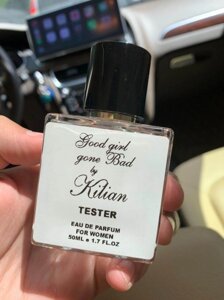 Good girl
gone Bad
by
Kilian
TESTER
EAU DE PARFUM
FOR WOMEN
50ML e 1.7 FL.OZ